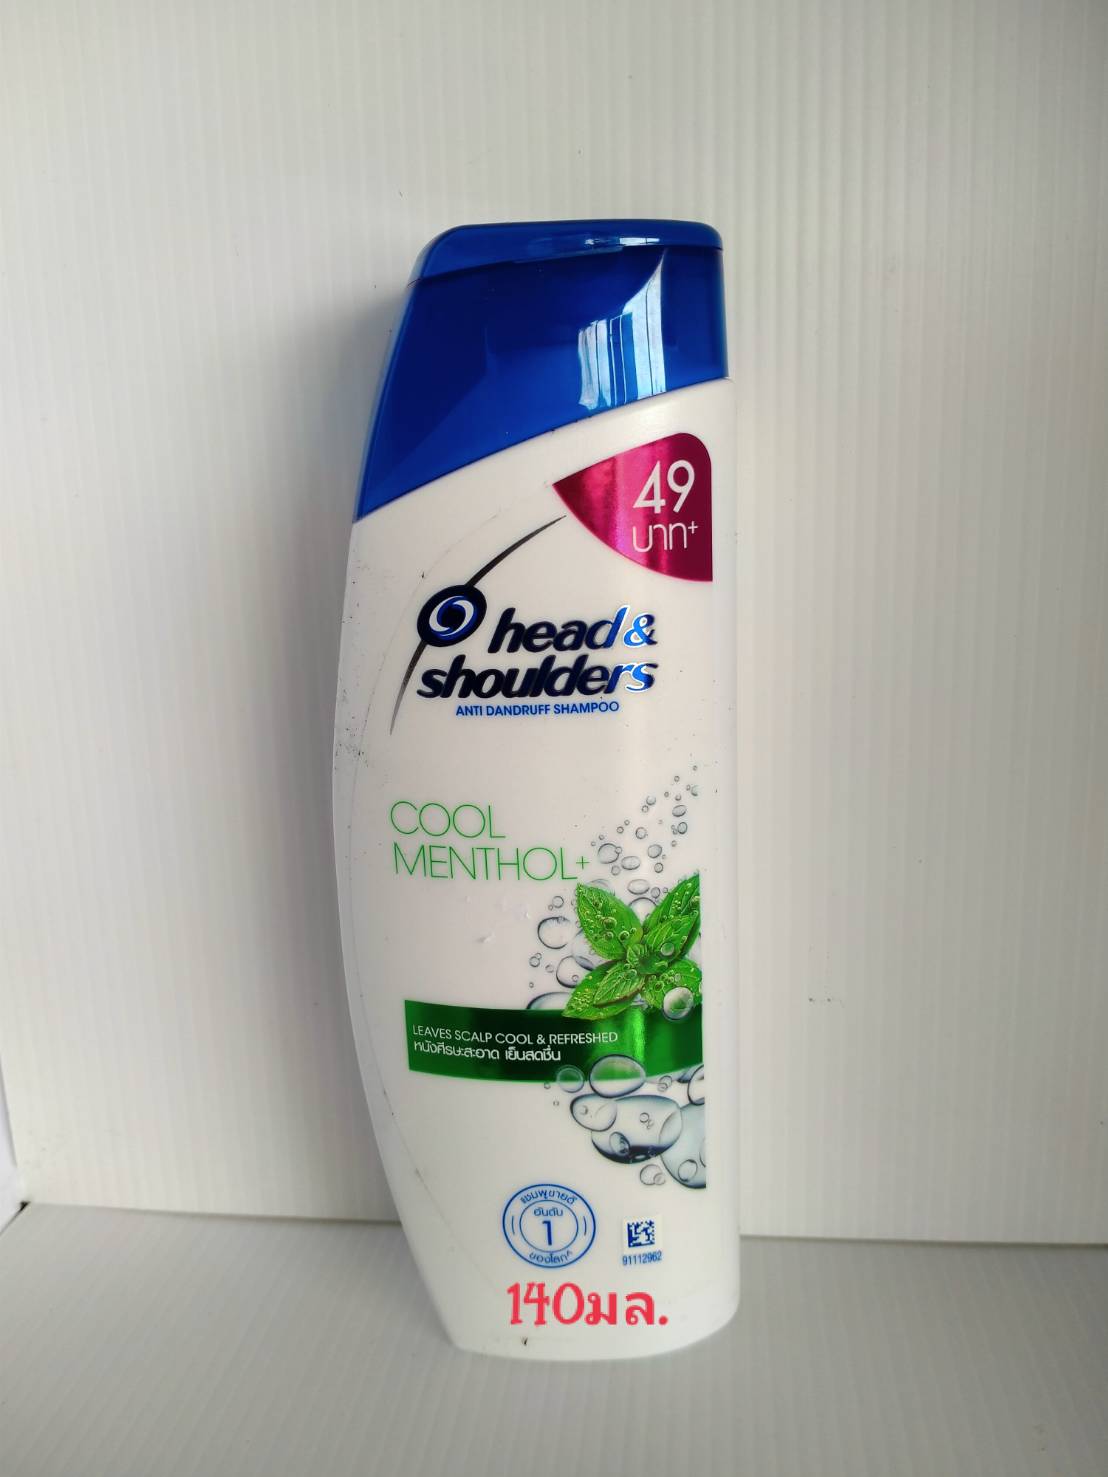 49
บาท+
head &
shoulders
ANTI DANDRUFF SHAMPOO
COOL
MENTHOL+
LEAVES SCALP COOL & REFRESHED
หนังศีรษะสะอาด เย็นสดชื่น
แชมพูขายดี
อันดับ
1
ของโลก^
91112962
140มล.